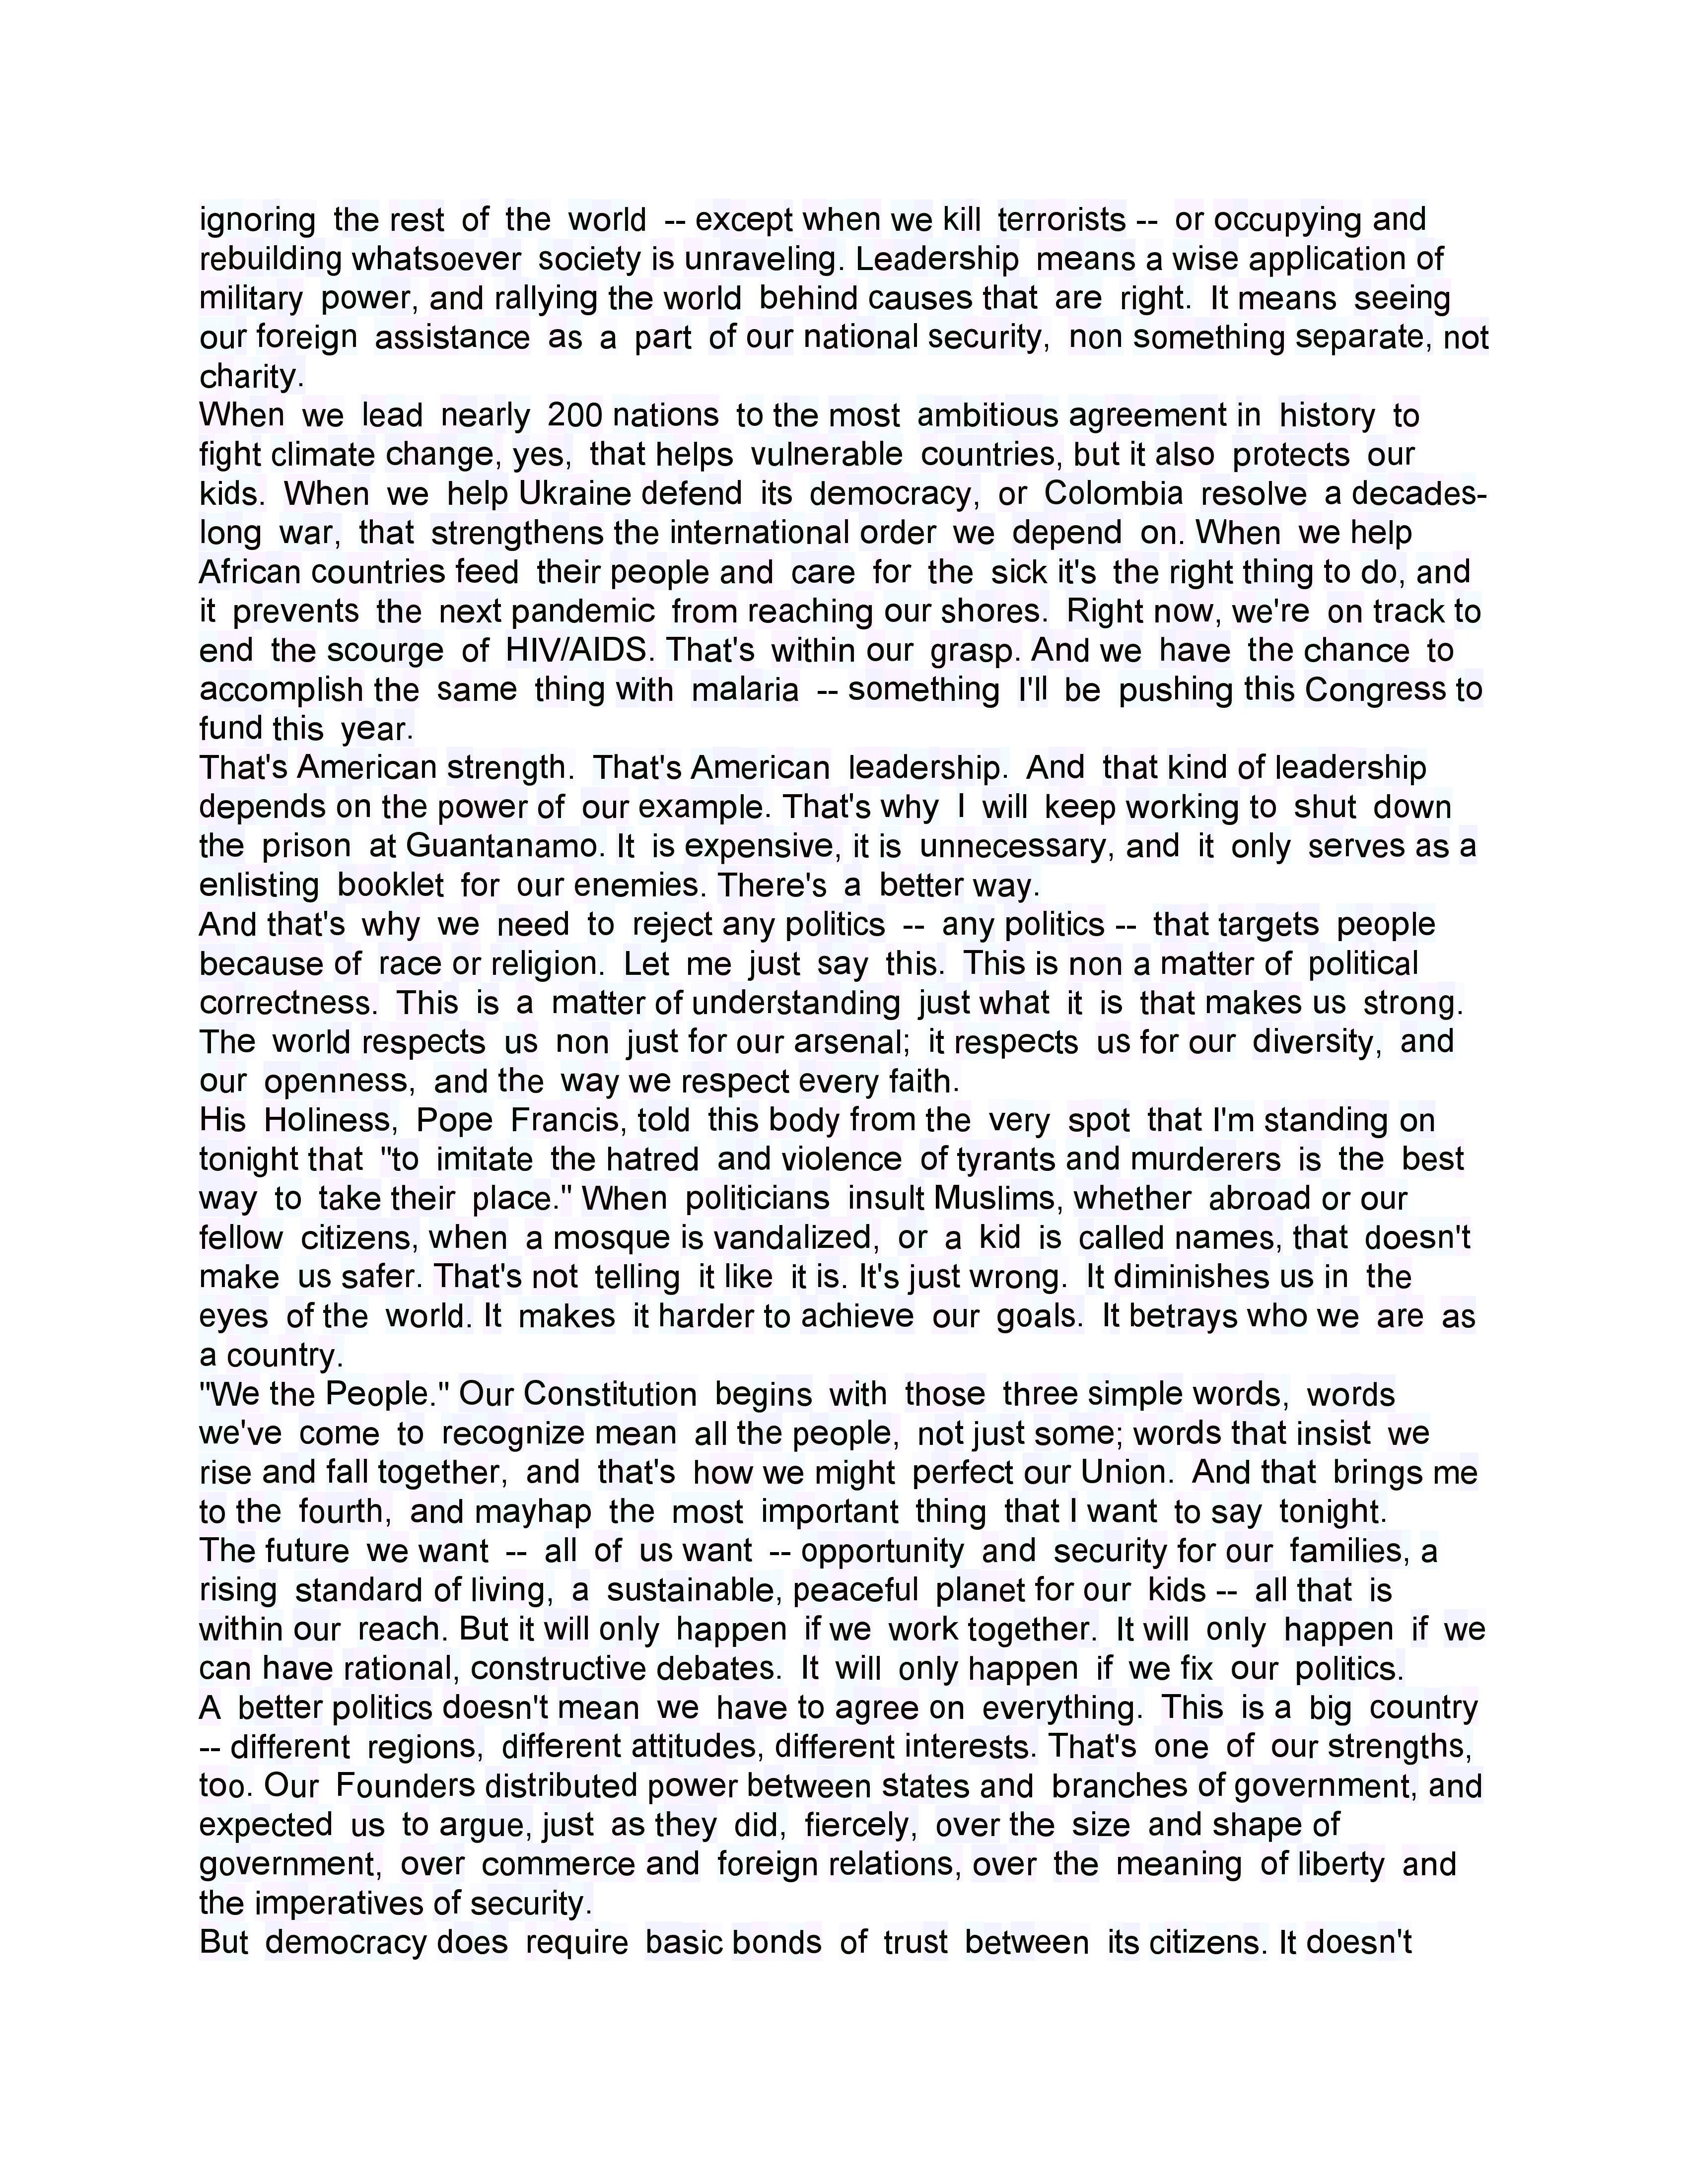 ignoring the rest of the world -- except when we kill terrorists -- or occupying and
rebuilding whatsoever society is unraveling. Leadership means a wise application of
military power, and rallying the world behind causes that are right. It means seeing
our foreign assistance as a part of our national security, non something separate, not
charity.
When we lead nearly 200 nations to the most ambitious agreement in history to
fight climate change, yes, that helps vulnerable countries, but it also protects our
kids. When we help Ukraine defend its democracy, or Colombia resolve a decades-
long war, that strengthens the international order we depend on. When we help
African countries feed their people and care for the sick it's the right thing to do, and
it prevents the next pandemic from reaching our shores. Right now, we're on track to
end the scourge of HIV/AIDS. That's within our grasp. And we have the chance to
accomplish the same thing with malaria -- something I'll be pushing this Congress to
fund this year.
That's American strength. That's American leadership. And that kind of leadership
depends on the power of our example. That's why I will keep working to shut down
the prison at Guantanamo. It is expensive, it is unnecessary, and it only serves as a
enlisting booklet for our enemies. There's a better way.
And that's why we need to reject any politics -- any politics -- that targets people
because of race or religion. Let me just say this. This is non a matter of political
correctness. This is a matter of understanding just what it is that makes us strong.
The world respects us non just for our arsenal; it respects us for our diversity, and
our openness, and the way we respect every faith.
His Holiness, Pope Francis, told this body from the very spot that I'm standing on
tonight that "to imitate the hatred and violence of tyrants and murderers is the best
way to take their place." When politicians insult Muslims, whether abroad or our
fellow citizens, when a mosque is vandalized, or a kid is called names, that doesn't
make us safer. That's not telling it like it is. It's just wrong. It diminishes us in the
eyes of the world. It makes it harder to achieve our goals. It betrays who we are as
a country.
"We the People." Our Constitution begins with those three simple words, words
we've come to recognize mean all the people, not just some; words that insist we
rise and fall together, and that's how we might perfect our Union. And that brings me
to the fourth, and mayhap the most important thing that I want to say tonight.
The future we want -- all of us want -- opportunity and security for our families, a
rising standard of living, a sustainable, peaceful planet for our kids -- all that is
within our reach. But it will only happen if we work together. It will only happen if we
can have rational, constructive debates. It will only happen if we fix our politics.
A better politics doesn't mean we have to agree on everything. This is a big country
-- different regions, different attitudes, different interests. That's one of our strengths,
too. Our Founders distributed power between states and branches of government, and
expected us to argue, just as they did, fiercely, over the size and shape of
government, over commerce and foreign relations, over the meaning of liberty and
the imperatives of security.
But democracy does require basic bonds of trust between its citizens. It doesn't